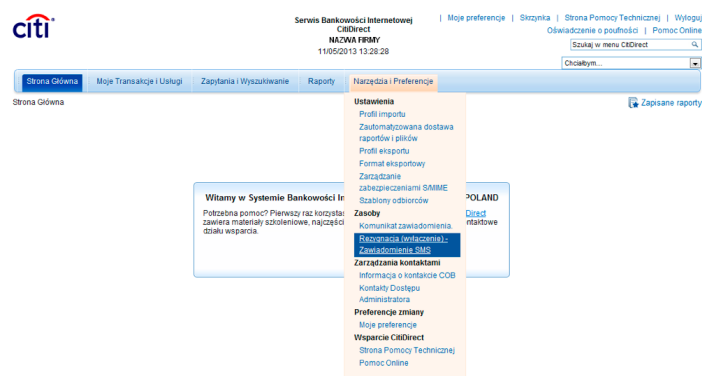 citi
Serwis Bankowości Internetowej
CitiDirect
NAZWA FIRMY
11/05/2013 13:28:28
| Moje preferencje | Skrzynka | Strona Pomocy Technicznej | Wyloguj
Oświadczenie o poufności | Pomoc Online
Szukaj w menu CitiDirect
Chciałbym...
Strona Główna
Moje Transakcje i Usługi
Zapytania i Wyszukiwanie
Raporty
Narzędzia i Preferencje
Strona Główna
Zapisane raporty
Ustawienia
Profil importu
Zautomatyzowana dostawa
raportów i plików
Profil eksportu
Format eksportowy
Zarządzanie
zabezpieczeniami S/MIME
Szablony odbiorców
Zasoby
Komunikat zawiadomienia.
Rezygnacja (wyłączenie) -
Zawiadomienie SMS
Zarządzania kontaktami
Informacja o kontakcie COB
Kontakty Dostępu
Administratora
Preferencje zmiany
Moje preferencje
Wsparcie CitiDirect
Strona Pomocy Technicznej
Pomoc Online
Witamy w Systemie Bankowości In
POLAND
Potrzebna pomoc? Pierwszy raz korzystas
Direct
zawiera materiały szkoleniowe, najczęści
ntaktowe
działu wsparcia.